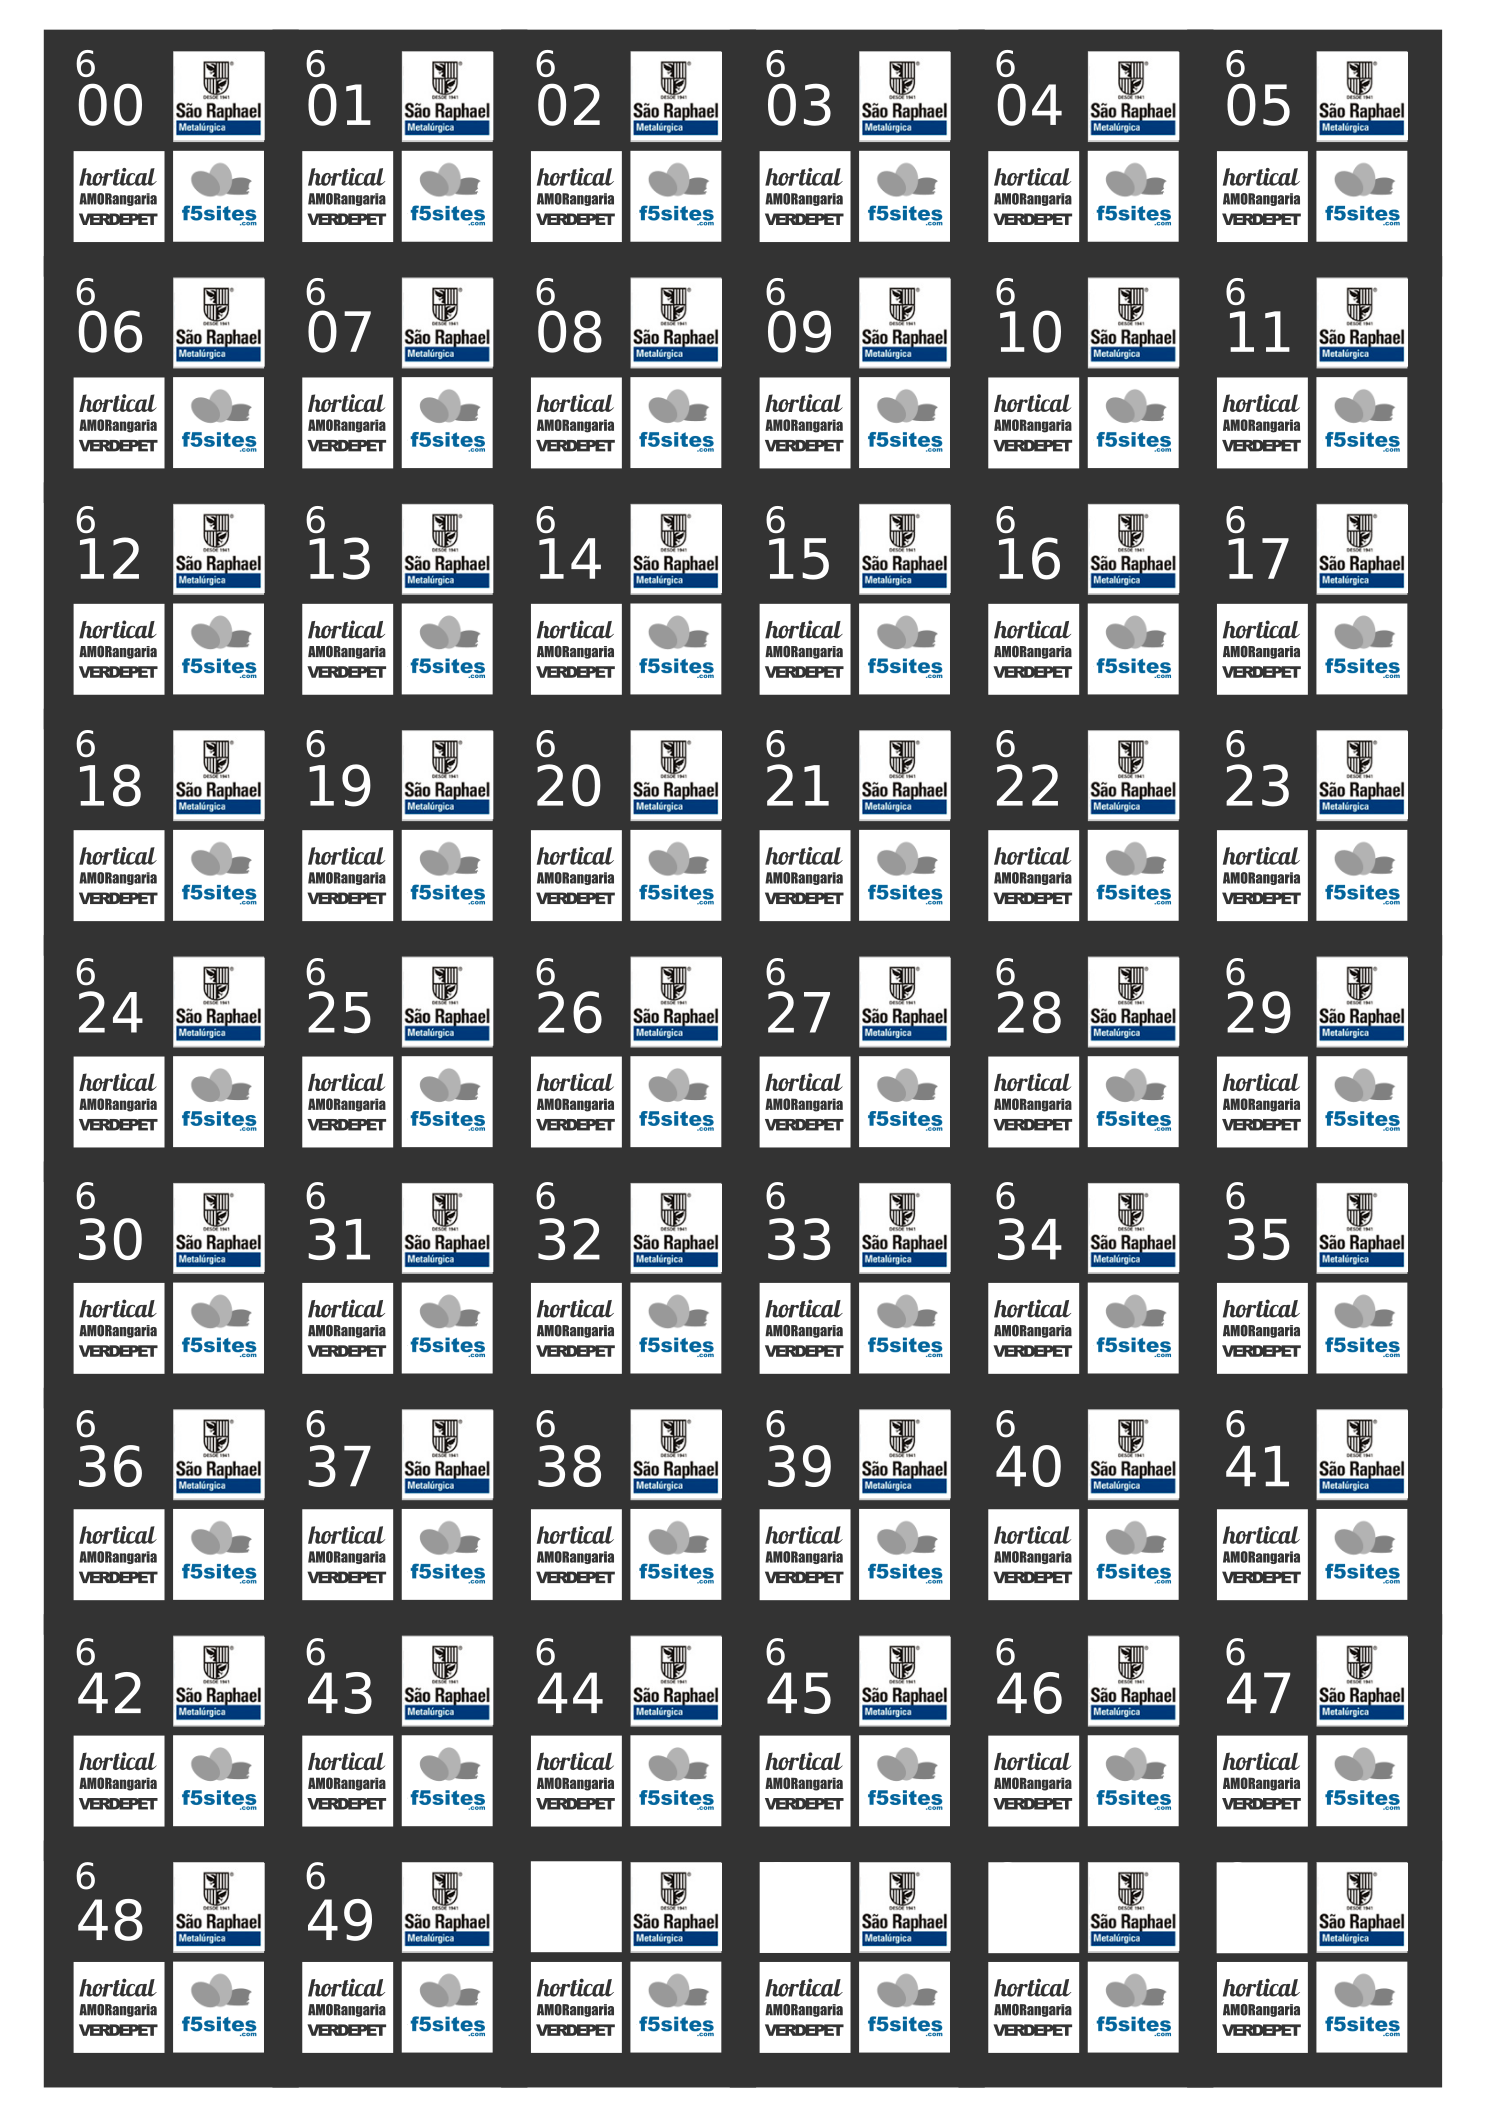 6 6 6 6 6 6
DESDE 1941 DESDE 1941 DESDE 1941 DESDE 1941 DESDE 1941 DESDE 1941
00 São Raphael 01 São Raphael 02 São Raphael 03 São Raphael 04 São Raphael 05 São Raphael
Metalúrgica Metalúrgica Metalúrgica Metalúrgica Metalúrgica Metalúrgica
hortical hortical hortical hortical hortical hortical
AMORangaria AMORangaria AMORangaria AMORangaria AMORangaria AMORangaria
VERDEPET f5sites.com VERDEPET f5sites.com VERDEPET f5sites.com VERDEPET f5sites.com VERDEPET f5sites.com VERDEPET f5sites.com
6 6 6 6 6 6
DESDE 1941 DESDE 1941 DESDE 1941 DESDE 1941 DESDE 1941 DESDE 1941
06 São Raphael 07 São Raphael 08 São Raphael 09 São Raphael 10 São Raphael 11 São Raphael
Metalúrgica Metalúrgica Metalúrgica Metalúrgica Metalúrgica Metalúrgica
hortical hortical hortical hortical hortical hortical
AMORangaria AMORangaria AMORangaria AMORangaria AMORangaria AMORangaria
VERDEPET f5sites.com VERDEPET f5sites.com VERDEPET f5sites.com VERDEPET f5sites.com VERDEPET f5sites.com VERDEPET f5sites.com
6 6 6 6 6 6
DESDE 1941 DESDE 1941 DESDE 1941 DESDE 1941 DESDE 1941 DESDE 1941
12 São Raphael 13 São Raphael 14 São Raphael 15 São Raphael 16 São Raphael 17 São Raphael
Metalúrgica Metalúrgica Metalúrgica Metalúrgica Metalúrgica Metalúrgica
hortical hortical hortical hortical hortical hortical
AMORangaria AMORangaria AMORangaria AMORangaria AMORangaria AMORangaria
VERDEPET f5sites.com VERDEPET f5sites.com VERDEPET f5sites.com VERDEPET f5sites.com VERDEPET f5sites.com VERDEPET f5sites.com
6 6 6 6 6 6
DESDE 1941 DESDE 1941 DESDE 1941 DESDE 1941 DESDE 1941 DESDE 1941
18 São Raphael 19 São Raphael 20 São Raphael 21 São Raphael 22 São Raphael 23 São Raphael
Metalúrgica Metalúrgica Metalúrgica Metalúrgica Metalúrgica Metalúrgica
hortical hortical hortical hortical hortical hortical
AMORangaria AMORangaria AMORangaria AMORangaria AMORangaria AMORangaria
VERDEPET f5sites.com VERDEPET f5sites.com VERDEPET f5sites.com VERDEPET f5sites.com VERDEPET f5sites.com VERDEPET f5sites.com
6 6 6 6 6 6
DESDE 1941 DESDE 1941 DESDE 1941 DESDE 1941 DESDE 1941 DESDE 1941
24 São Raphael 25 São Raphael 26 São Raphael 27 São Raphael 28 São Raphael 29 São Raphael
Metalúrgica Metalúrgica Metalúrgica Metalúrgica Metalúrgica Metalúrgica
hortical hortical hortical hortical hortical hortical
AMORangaria AMORangaria AMORangaria AMORangaria AMORangaria AMORangaria
VERDEPET f5sites.com VERDEPET f5sites.com VERDEPET f5sites.com VERDEPET f5sites.com VERDEPET f5sites.com VERDEPET f5sites.com
6 6 6 6 6 6
DESDE 1941 DESDE 1941 DESDE 1941 DESDE 1941 DESDE 1941 DESDE 1941
30 São Raphael 31 São Raphael 32 São Raphael 33 São Raphael 34 São Raphael 35 São Raphael
Metalúrgica Metalúrgica Metalúrgica Metalúrgica Metalúrgica Metalúrgica
hortical hortical hortical hortical hortical hortical
AMORangaria AMORangaria AMORangaria AMORangaria AMORangaria AMORangaria
VERDEPET f5sites.com VERDEPET f5sites.com VERDEPET f5sites.com VERDEPET f5sites.com VERDEPET f5sites.com VERDEPET f5sites.com
6 6 6 6 6 6
DESDE 1941 DESDE 1941 DESDE 1941 DESDE 1941 DESDE 1941 DESDE 1941
36 São Raphael 37 São Raphael 38 São Raphael 39 São Raphael 40 São Raphael 41 São Raphael
Metalúrgica Metalúrgica Metalúrgica Metalúrgica Metalúrgica Metalúrgica
hortical hortical hortical hortical hortical hortical
AMORangaria AMORangaria AMORangaria AMORangaria AMORangaria AMORangaria
VERDEPET f5sites.com VERDEPET f5sites.com VERDEPET f5sites.com VERDEPET f5sites.com VERDEPET f5sites.com VERDEPET f5sites.com
6 6 6 6 6 6
DESDE 1941 DESDE 1941 DESDE 1941 DESDE 1941 DESDE 1941 DESDE 1941
42 São Raphael 43 São Raphael 44 São Raphael 45 São Raphael 46 São Raphael 47 São Raphael
Metalúrgica Metalúrgica Metalúrgica Metalúrgica Metalúrgica Metalúrgica
hortical hortical hortical hortical hortical hortical
AMORangaria AMORangaria AMORangaria AMORangaria AMORangaria AMORangaria
VERDEPET f5sites.com VERDEPET f5sites.com VERDEPET f5sites.com VERDEPET f5sites.com VERDEPET f5sites.com VERDEPET f5sites.com
6 6
DESDE 1941 DESDE 1941 DESDE 1941 DESDE 1941 DESDE 1941 DESDE 1941
48 São Raphael 49 São Raphael São Raphael São Raphael São Raphael São Raphael
Metalúrgica Metalúrgica Metalúrgica Metalúrgica Metalúrgica Metalúrgica
hortical hortical hortical hortical hortical hortical
AMORangaria AMORangaria AMORangaria AMORangaria AMORangaria AMORangaria
VERDEPET f5sites.com VERDEPET f5sites.com VERDEPET f5sites.com VERDEPET f5sites.com VERDEPET f5sites.com VERDEPET f5sites.com